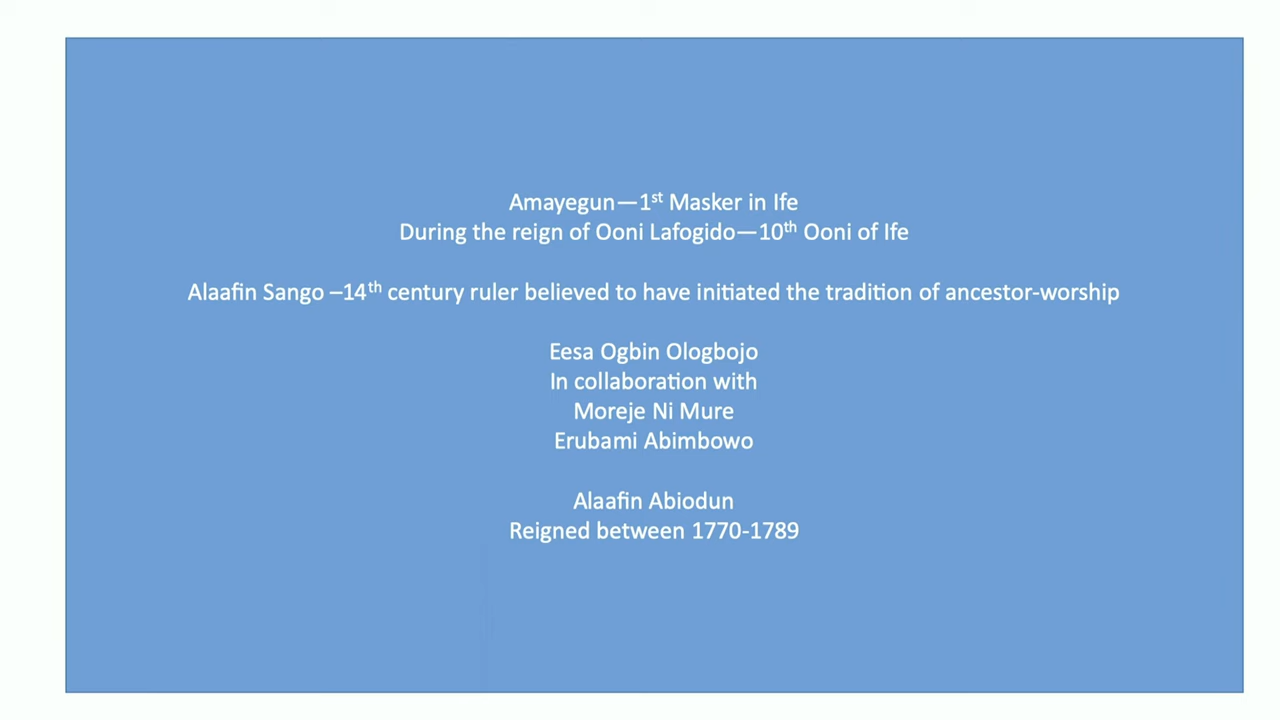 Amayegun—1st Masker in Ife
During the reign of Ooni Lafogido—10th Ooni of Ife
Alaafin Sango –14th century ruler believed to have initiated the tradition of ancestor-worship
Eesa Ogbin Ologbojo
In collaboration with
Moreje Ni Mure
Erubami Abimbowo
Alaafin Abiodun
Reigned between 1770-1789